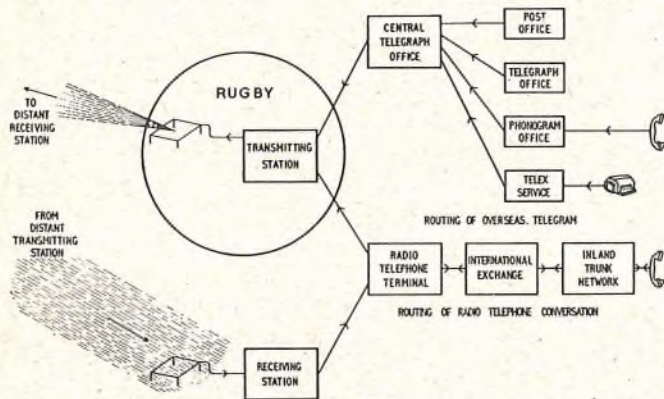 POST
OFFICE
CENTRAL
TELEGRAPH
OFFICE
TELEGRAPH
OFFICE
RUGBY
TO
DISTANT
RECEIVING
STATION
TRANSMITTING
STATION
PHONOGRAM
OFFICE
TELEX
SERVICE
ROUTING OF OVERSEAS. TELEGRAM
FROM
DISTANT
TRANSMITTING
STATION
RADIO
TELEPHONE
TERMINAL
INTERNATIONAL
EXCHANGE
INLAND
TRUNK
NETWORK
ROUTING OF RADIO TELEPHONE CONVERSATION
RECEIVING
STATION